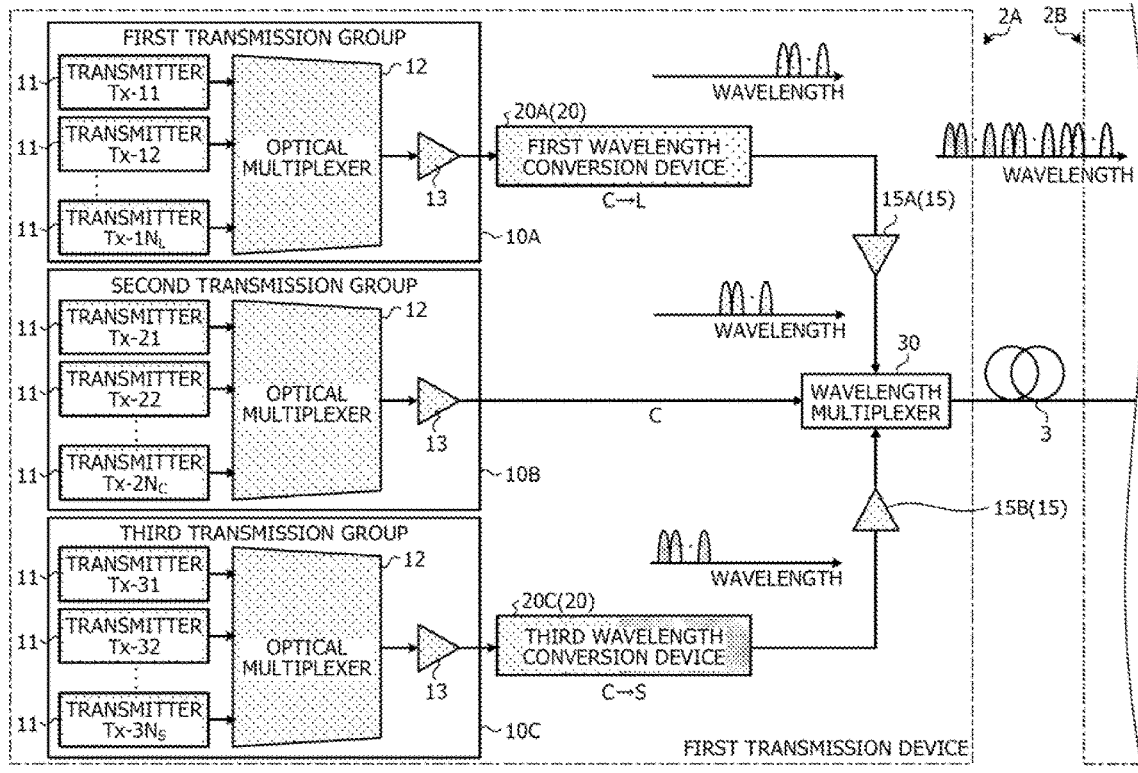 FIRST TRANSMISSION GROUP
11
TRANSMITTER
Tx-11
11
TRANSMITTER
Tx-12
11
TRANSMITTER
Tx-1N_L
OPTICAL
MULTIPLEXER
12
13
10A
20A(20)
FIRST WAVELENGTH
CONVERSION DEVICE
C→L
WAVELENGTH
15A(15)
2A
2B
WAVELENGTH
SECOND TRANSMISSION GROUP
11
TRANSMITTER
Tx-21
11
TRANSMITTER
Tx-22
11
TRANSMITTER
Tx-2N_C
OPTICAL
MULTIPLEXER
12
13
10B
C
WAVELENGTH
30
WAVELENGTH
MULTIPLEXER
3
THIRD TRANSMISSION GROUP
11
TRANSMITTER
Tx-31
11
TRANSMITTER
Tx-32
11
TRANSMITTER
Tx-3N_S
OPTICAL
MULTIPLEXER
12
13
10C
20C(20)
THIRD WAVELENGTH
CONVERSION DEVICE
C→S
WAVELENGTH
15B(15)
FIRST TRANSMISSION DEVICE